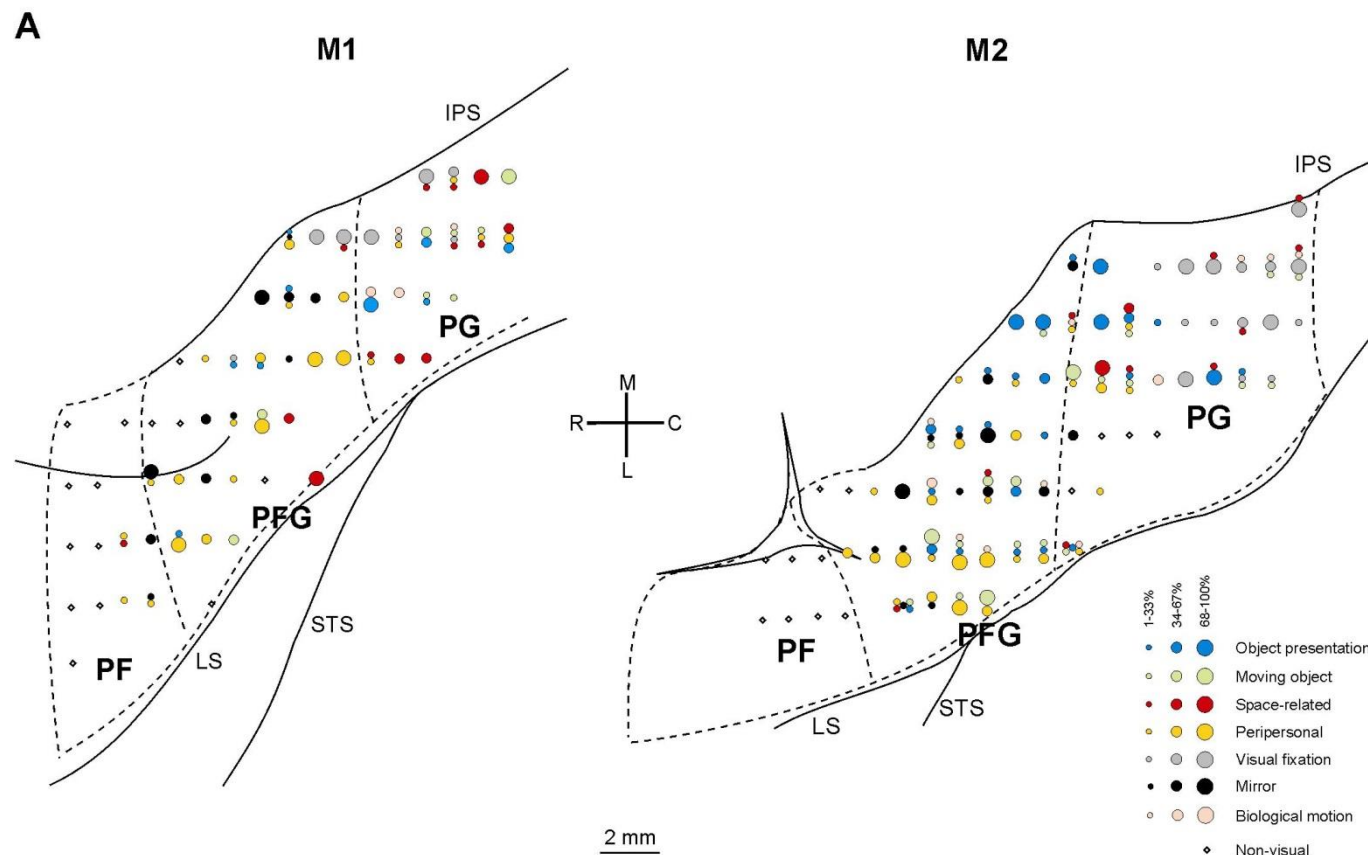 A
M1
M2
IPS
IPS
PG
M
R
C
L
PG
PFG
STS
PF
LS
PF
PFG
STS
LS
1-33%
34-67%
68-100%
Object presentation
Moving object
Space-related
Peripersonal
Visual fixation
Mirror
Biological motion
Non-visual
2 mm